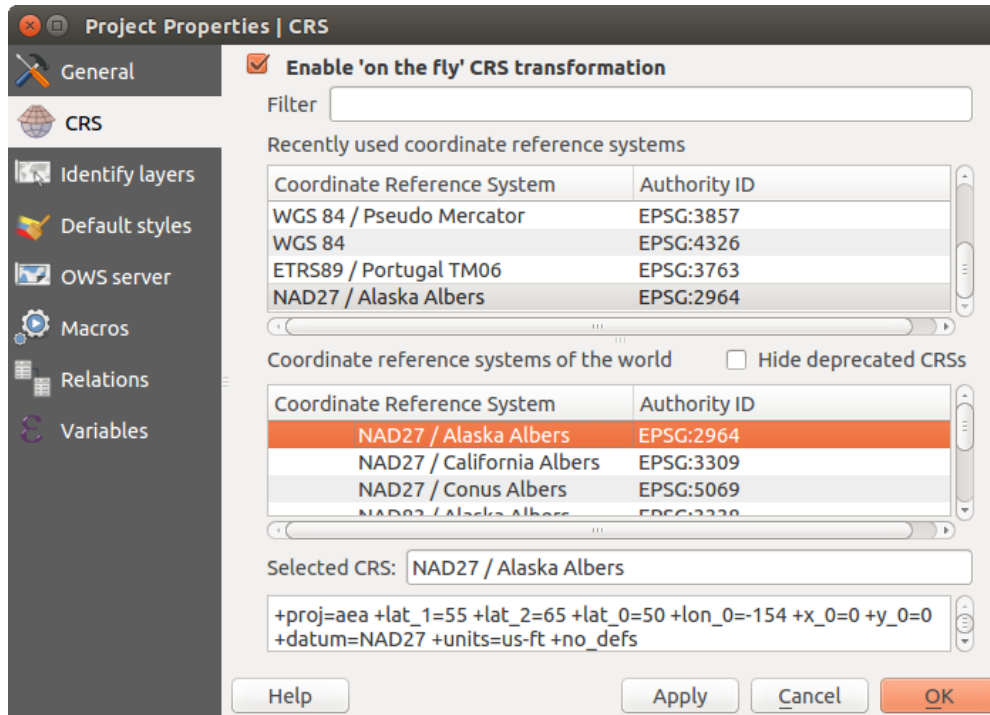 Project Properties | CRS
General
CRS
Identify layers
Default styles
OWS server
Macros
Relations
Variables
Enable 'on the fly' CRS transformation
Filter
Recently used coordinate reference systems
Coordinate Reference System Authority ID
WGS 84 / Pseudo Mercator EPSG:3857
WGS 84 EPSG:4326
ETRS89 / Portugal TM06 EPSG:3763
NAD27 / Alaska Albers EPSG:2964
Coordinate reference systems of the world Hide deprecated CRSs
Coordinate Reference System Authority ID
NAD27 / Alaska Albers EPSG:2964
NAD27 / California Albers EPSG:3309
NAD27 / Conus Albers EPSG:5069
NAD83 / Alaska Albers EPSG:3338
Selected CRS: NAD27 / Alaska Albers
+proj=aea +lat_1=55 +lat_2=65 +lat_0=50 +lon_0=-154 +x_0=0 +y_0=0
+datum=NAD27 +units=us-ft +no_defs
Help Apply Cancel OK